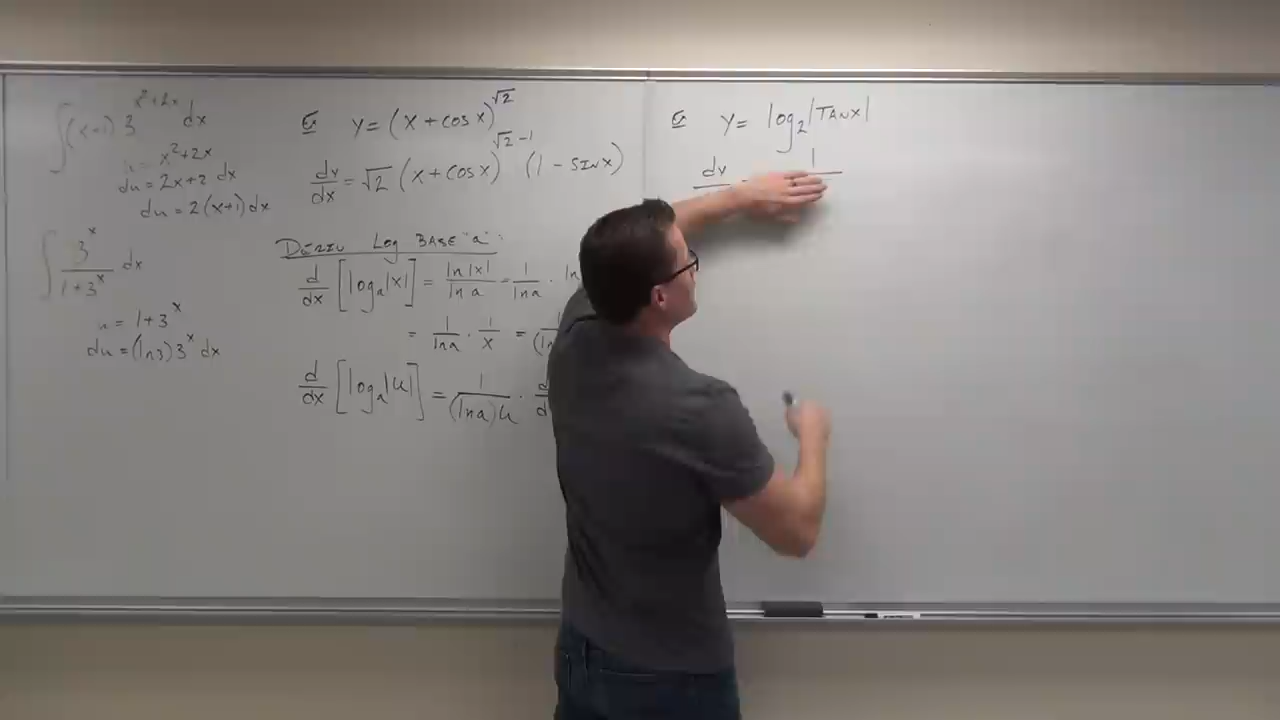 ∫(x+1) 3^{x²+2x} dx
u = x²+2x
du = 2x+2 dx
du = 2(x+1)dx
∫ 3^x / (1+3^x) dx
u = 1+3^x
du = (ln3)3^x dx
Ex y = (x + cos x)^{√2}
dy/dx = √2 (x + cos x)^{√2-1} (1 - SIN x)
DERIV LOG BASE "a":
d/dx [log_a|x|] = ln|x|/ln a = 1/ln a · ln
= 1/ln a · 1/x = 1/(ln
d/dx [log_a|u|] = 1/((ln a)u) · d/d
Ex y = log_2|TAN x|
dy = 1